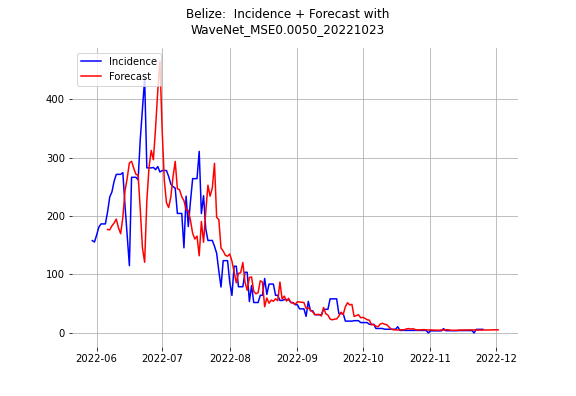 Belize:  Incidence + Forecast with
WaveNet_MSE0.0050_20221023
Incidence
Forecast
400
300
200
100
0
2022-06 2022-07 2022-08 2022-09 2022-10 2022-11 2022-12